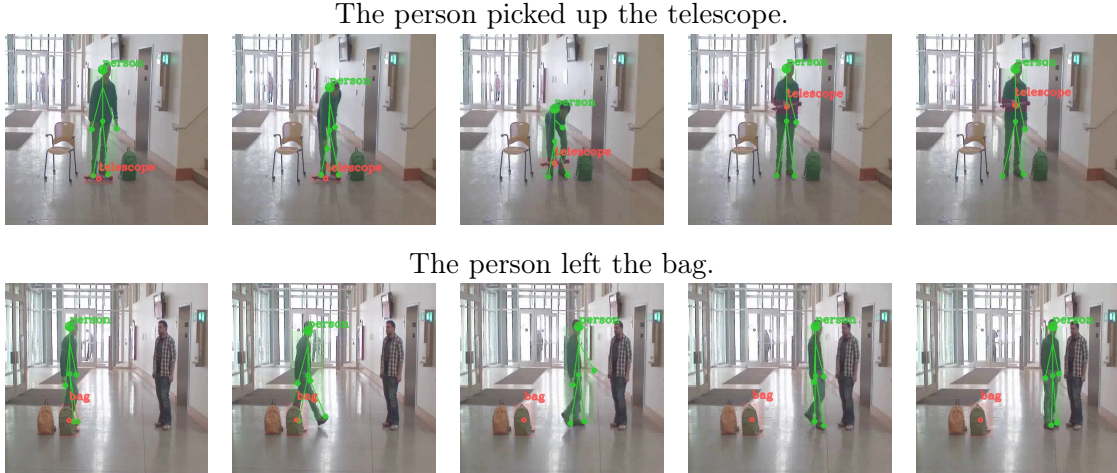 The person picked up the telescope.
person person person person person
telescope telescope telescope telescope telescope
The person left the bag.
person person person person person
bag bag bag bag bag